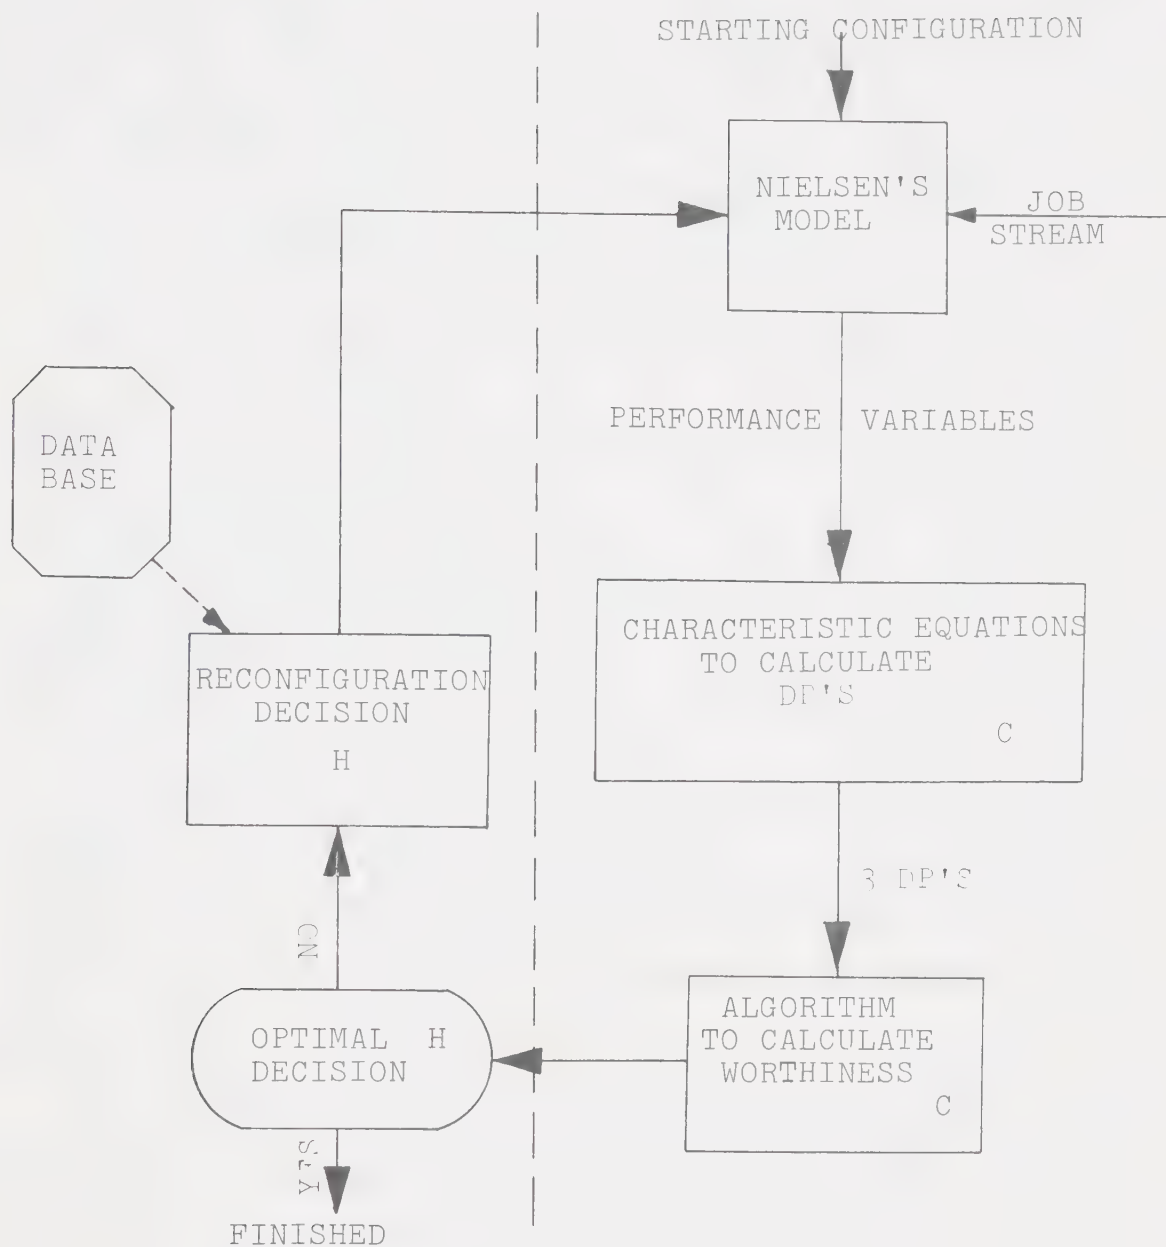 STARTING CONFIGURATION
NIELSEN'S
MODEL
JOB
STREAM
PERFORMANCE VARIABLES
DATA
BASE
CHARACTERISTIC EQUATIONS
TO CALCULATE
DP'S
C
RECONFIGURATION
DECISION
H
3 DP'S
NO
ALGORITHM
TO CALCULATE
WORTHINESS
C
OPTIMAL H
DECISION
YES
FINISHED